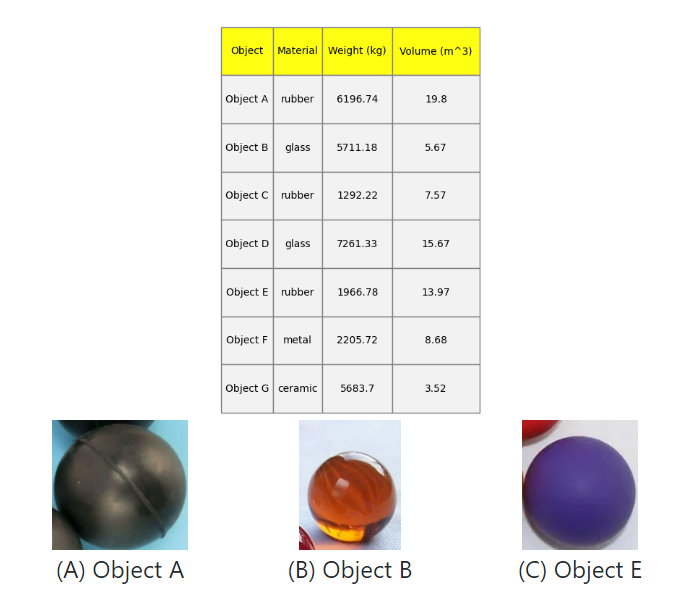 Object Material Weight (kg) Volume (m^3)
Object A rubber 6196.74 19.8
Object B glass 5711.18 5.67
Object C rubber 1292.22 7.57
Object D glass 7261.33 15.67
Object E rubber 1966.78 13.97
Object F metal 2205.72 8.68
Object G ceramic 5683.7 3.52
(A) Object A (B) Object B (C) Object E